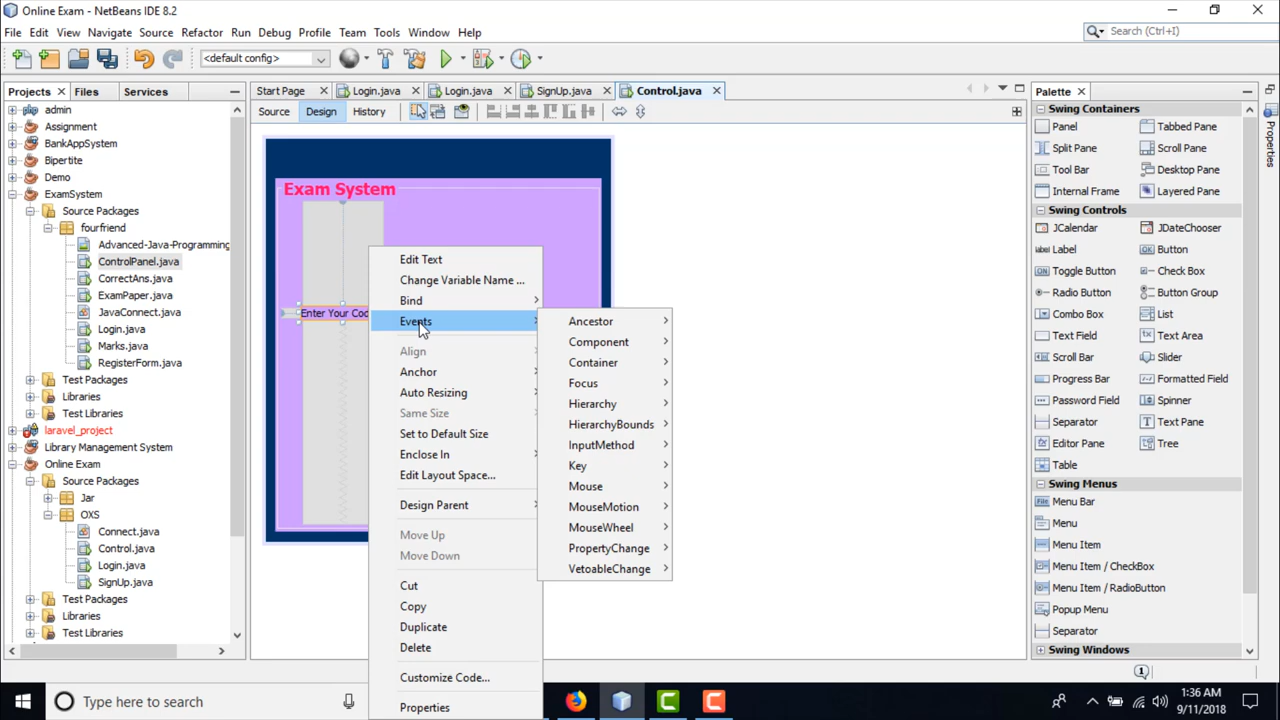 Online Exam - NetBeans IDE 8.2
File Edit View Navigate Source Refactor Run Debug Profile Team Tools Window Help
Search (Ctrl+I)
<default config>
Projects Files Services
Start Page Login.java Login.java SignUp.java Control.java
Palette
Source Design History
admin
Assignment
BankAppSystem
Bipertite
Demo
ExamSystem
Source Packages
fourfriend
Advanced-Java-Programming
ControlPanel.java
CorrectAns.java
ExamPaper.java
JavaConnect.java
Login.java
Marks.java
RegisterForm.java
Test Packages
Libraries
Test Libraries
laravel_project
Library Management System
Online Exam
Source Packages
Jar
OXS
Connect.java
Control.java
Login.java
SignUp.java
Test Packages
Libraries
Test Libraries
Exam System
Enter Your Cod
Edit Text
Change Variable Name ...
Bind
Events
Align
Anchor
Auto Resizing
Same Size
Set to Default Size
Enclose In
Edit Layout Space...
Design Parent
Move Up
Move Down
Cut
Copy
Duplicate
Delete
Customize Code...
Properties
Ancestor
Component
Container
Focus
Hierarchy
HierarchyBounds
InputMethod
Key
Mouse
MouseMotion
MouseWheel
PropertyChange
VetoableChange
Swing Containers
Panel Tabbed Pane
Split Pane Scroll Pane
Tool Bar Desktop Pane
Internal Frame Layered Pane
Swing Controls
JCalendar JDateChooser
Label Button
Toggle Button Check Box
Radio Button Button Group
Combo Box List
Text Field Text Area
Scroll Bar Slider
Progress Bar Formatted Field
Password Field Spinner
Separator Text Pane
Editor Pane Tree
Table
Swing Menus
Menu Bar
Menu
Menu Item
Menu Item / CheckBox
Menu Item / RadioButton
Popup Menu
Separator
Swing Windows
Properties
1
Type here to search
1:36 AM
9/11/2018